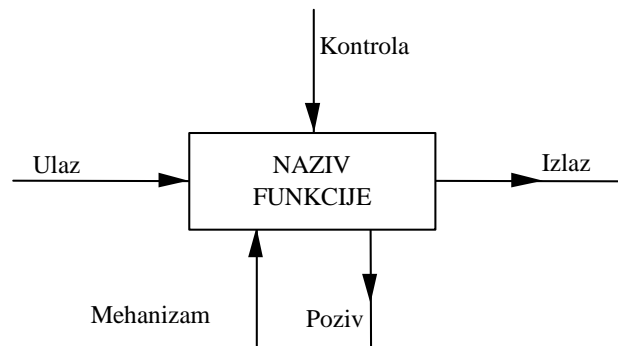 Kontrola
Ulaz
NAZIV
FUNKCIJE
Izlaz
Mehanizam
Poziv